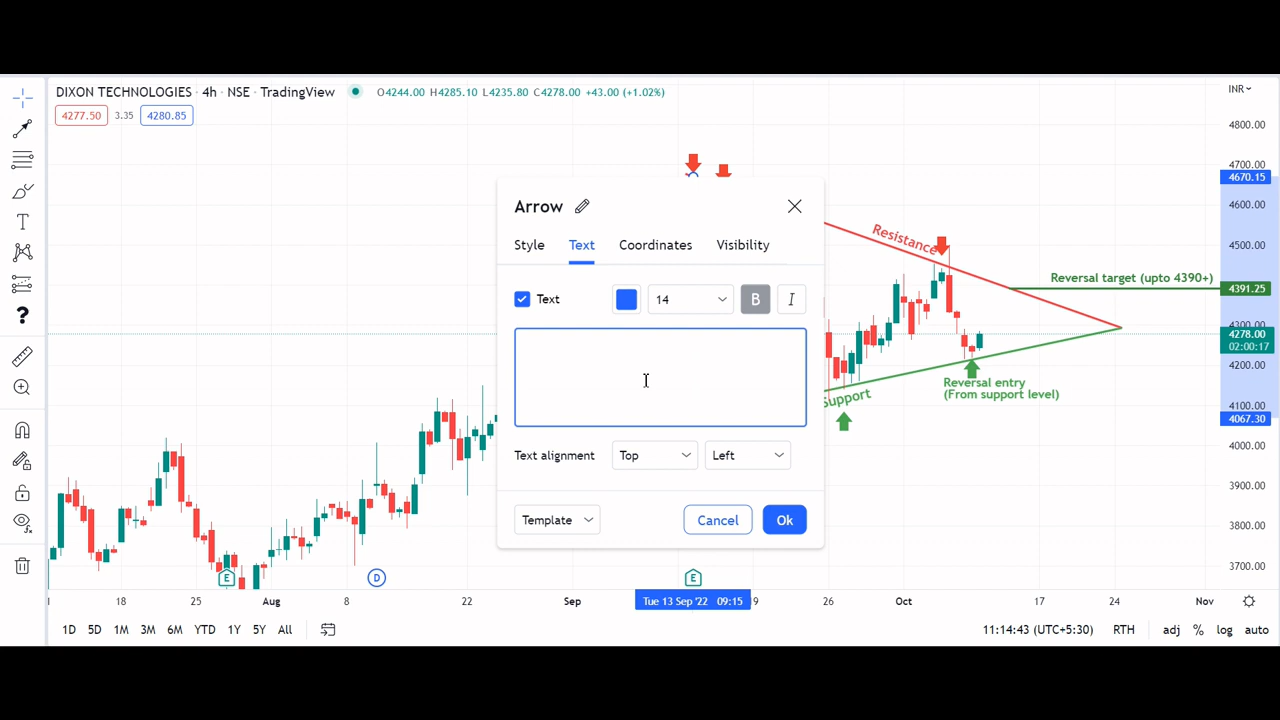 DIXON TECHNOLOGIES · 4h · NSE · TradingView
O4244.00 H4285.10 L4235.80 C4278.00 +43.00 (+1.02%)
INR
4277.50 3.35 4280.85
4800.00
4700.00
4670.15
4600.00
4500.00
4391.25
4300.00
4278.00
02:00:17
4200.00
4100.00
4067.30
4000.00
3900.00
3800.00
3700.00
Resistance
Reversal target (upto 4390+)
Reversal entry
(From support level)
Support
Arrow
Style Text Coordinates Visibility
Text 14 B I
Text alignment Top Left
Template Cancel Ok
E D E
18 25 Aug 8 22 Sep Tue 13 Sep '22 09:15 9 26 Oct 17 24 Nov
1D 5D 1M 3M 6M YTD 1Y 5Y All
11:14:43 (UTC+5:30) RTH adj % log auto